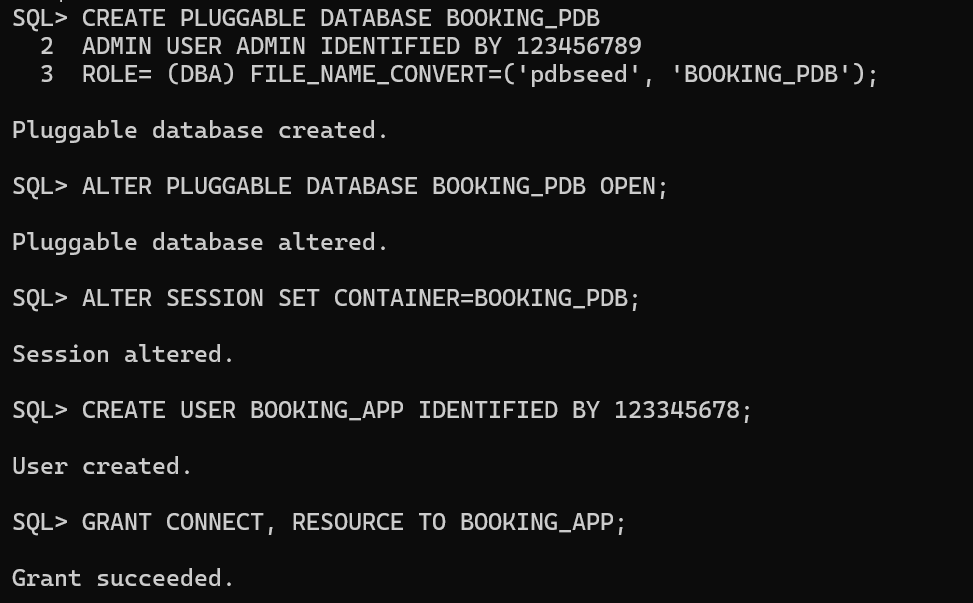 SQL> CREATE PLUGGABLE DATABASE BOOKING_PDB
2 ADMIN USER ADMIN IDENTIFIED BY 123456789
3 ROLE= (DBA) FILE_NAME_CONVERT=('pdbseed', 'BOOKING_PDB');
Pluggable database created.
SQL> ALTER PLUGGABLE DATABASE BOOKING_PDB OPEN;
Pluggable database altered.
SQL> ALTER SESSION SET CONTAINER=BOOKING_PDB;
Session altered.
SQL> CREATE USER BOOKING_APP IDENTIFIED BY 123345678;
User created.
SQL> GRANT CONNECT, RESOURCE TO BOOKING_APP;
Grant succeeded.